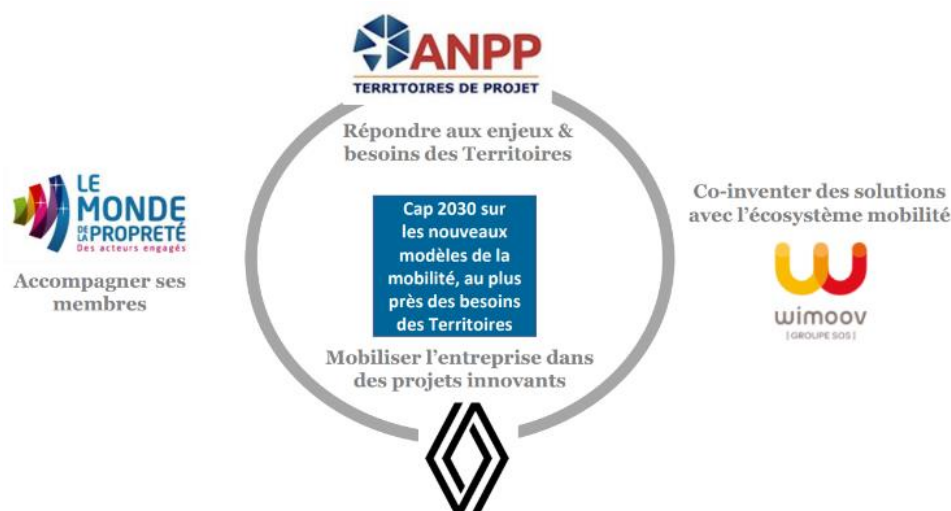 ANPP
TERRITOIRES DE PROJET
Répondre aux enjeux &
besoins des Territoires
LE
MONDE
DE LA PROPRETÉ
Des acteurs engagés
Accompagner ses
membres
Cap 2030 sur
les nouveaux
modèles de la
mobilité, au plus
près des besoins
des Territoires
Co-inventer des solutions
avec l’écosystème mobilité
wimoov
| GROUPE SOS |
Mobiliser l’entreprise dans
des projets innovants